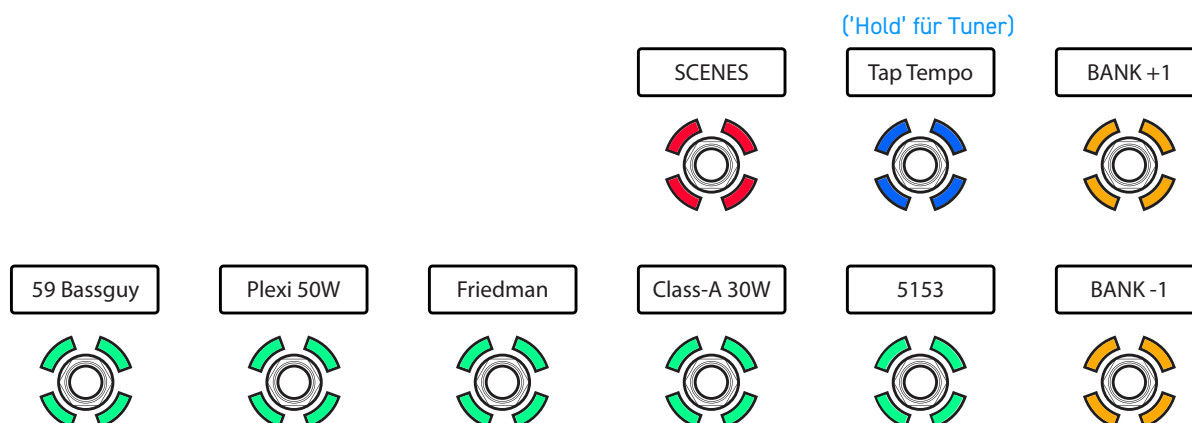 ('Hold' für Tuner)
SCENES
Tap Tempo
BANK +1
59 Bassguy
Plexi 50W
Friedman
Class-A 30W
5153
BANK -1